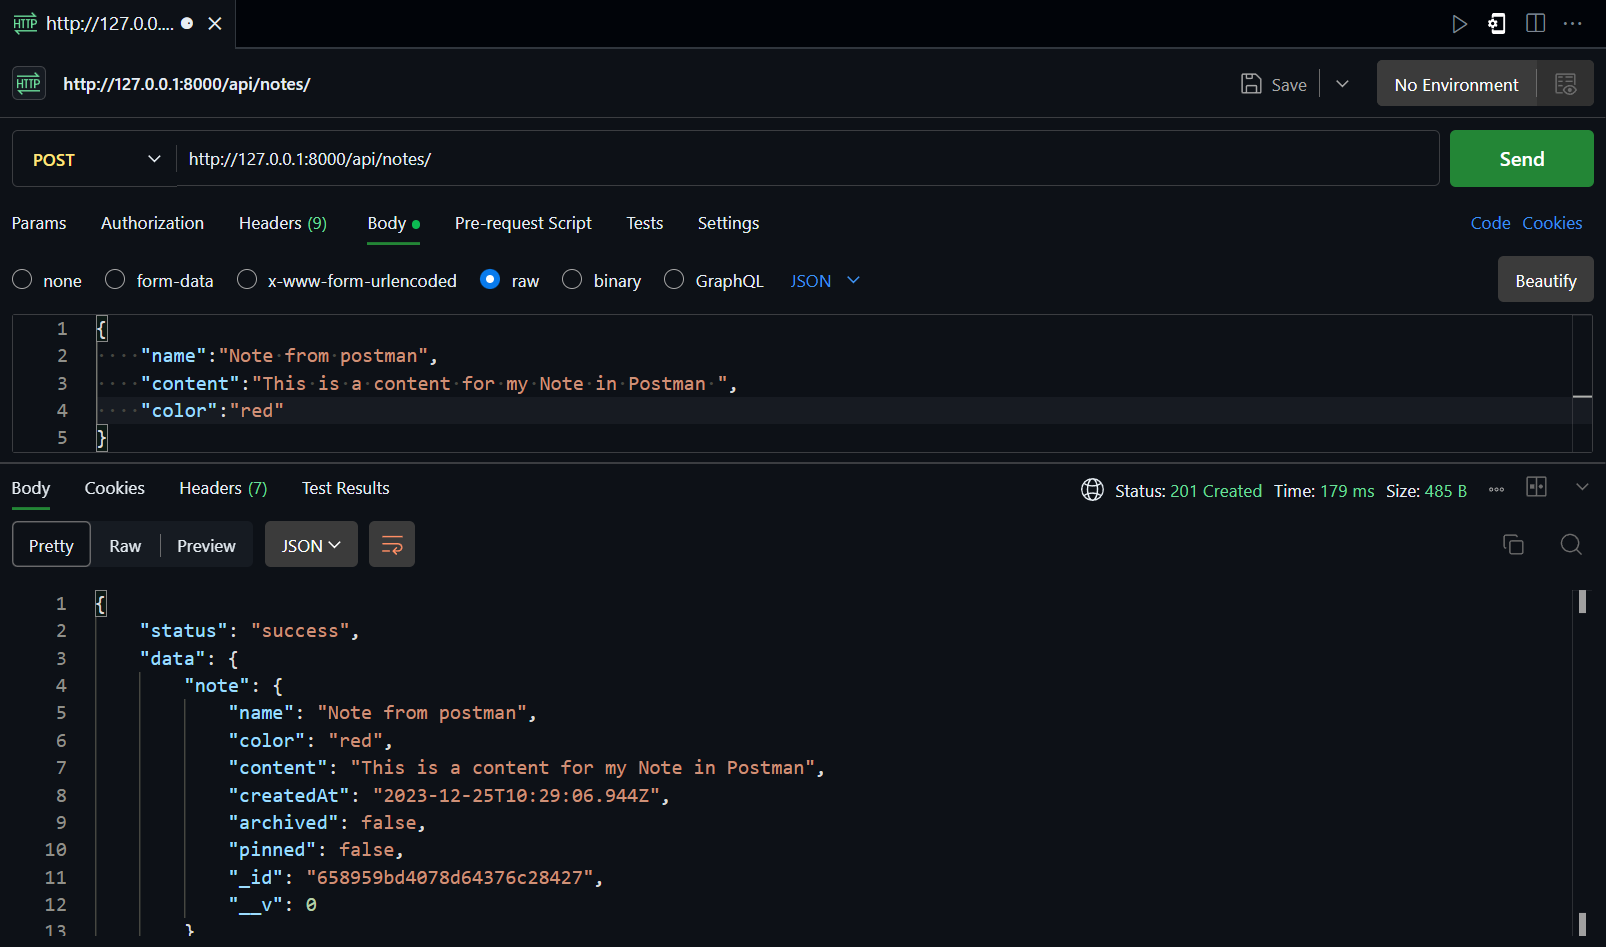 HTTP http://127.0.0....
HTTP http://127.0.0.1:8000/api/notes/ Save No Environment
POST http://127.0.0.1:8000/api/notes/ Send
Params Authorization Headers (9) Body Pre-request Script Tests Settings Code Cookies
none form-data x-www-form-urlencoded raw binary GraphQL JSON Beautify
1 {
2 "name":"Note from postman",
3 "content":"This is a content for my Note in Postman ",
4 "color":"red"
5 }
Body Cookies Headers (7) Test Results Status: 201 Created Time: 179 ms Size: 485 B
Pretty Raw Preview JSON
1 {
2 "status": "success",
3 "data": {
4 "note": {
5 "name": "Note from postman",
6 "color": "red",
7 "content": "This is a content for my Note in Postman",
8 "createdAt": "2023-12-25T10:29:06.944Z",
9 "archived": false,
10 "pinned": false,
11 "_id": "658959bd4078d64376c28427",
12 "__v": 0
13 }